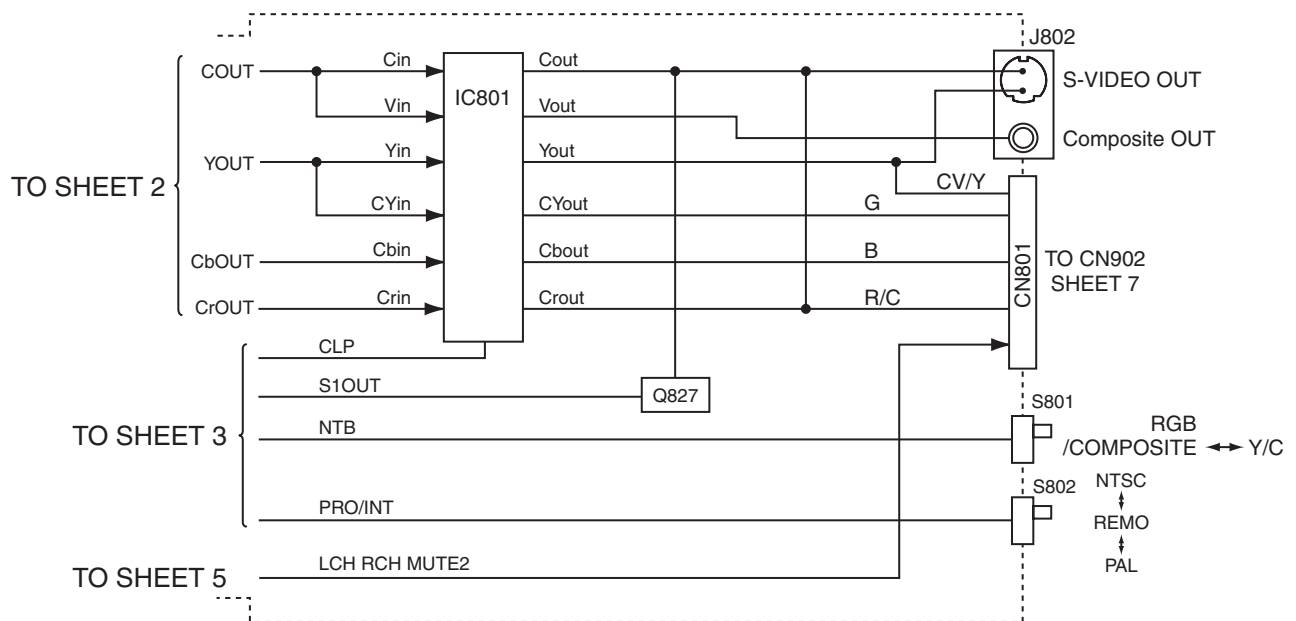 J802
COUT
Cin
Cout
S-VIDEO OUT
IC801
Vin
Vout
Composite OUT
YOUT
Yin
Yout
TO SHEET 2
CV/Y
CYin
CYout
G
CbOUT
Cbin
Cbout
B
CN801
TO CN902
SHEET 7
CrOUT
Crin
Crout
R/C
CLP
S1OUT
Q827
S801
TO SHEET 3
NTB
RGB
/COMPOSITE
Y/C
S802
NTSC
PRO/INT
REMO
PAL
TO SHEET 5
LCH RCH MUTE2